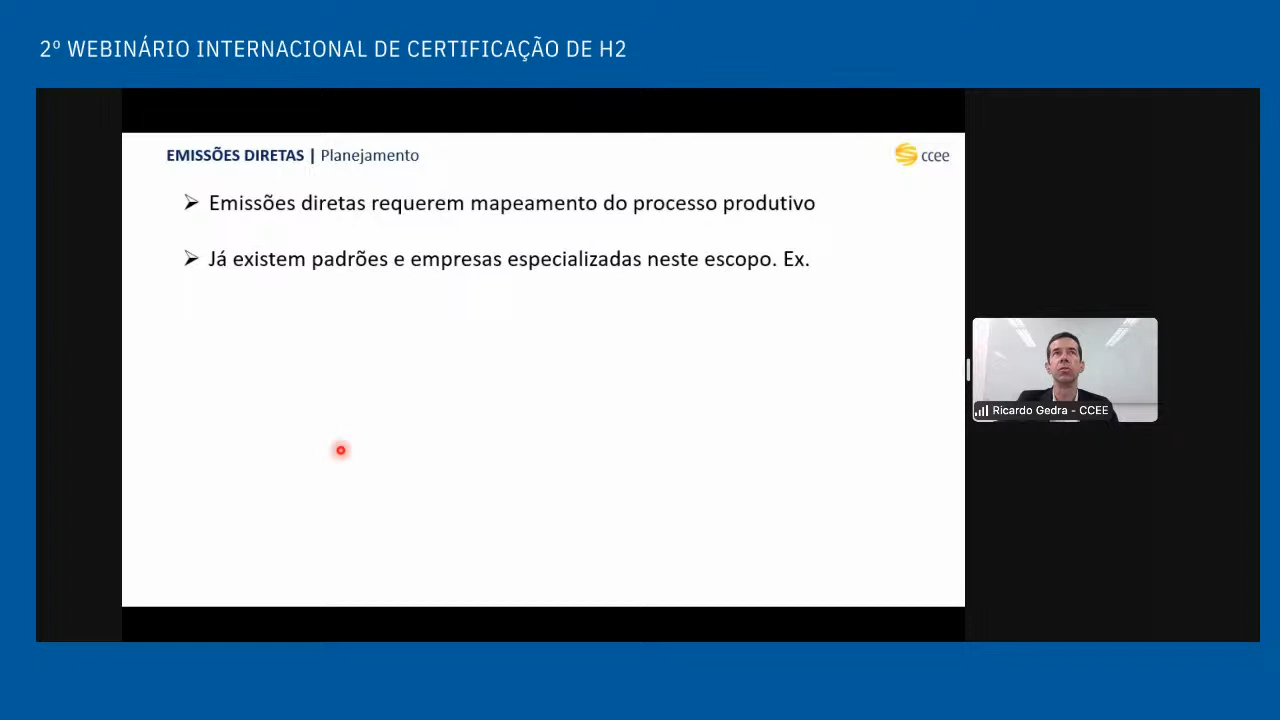 2º WEBINÁRIO INTERNACIONAL DE CERTIFICAÇÃO DE H2
EMISSÕES DIRETAS | Planejamento
ccee
Emissões diretas requerem mapeamento do processo produtivo
Já existem padrões e empresas especializadas neste escopo. Ex.
Ricardo Gedra - CCEE